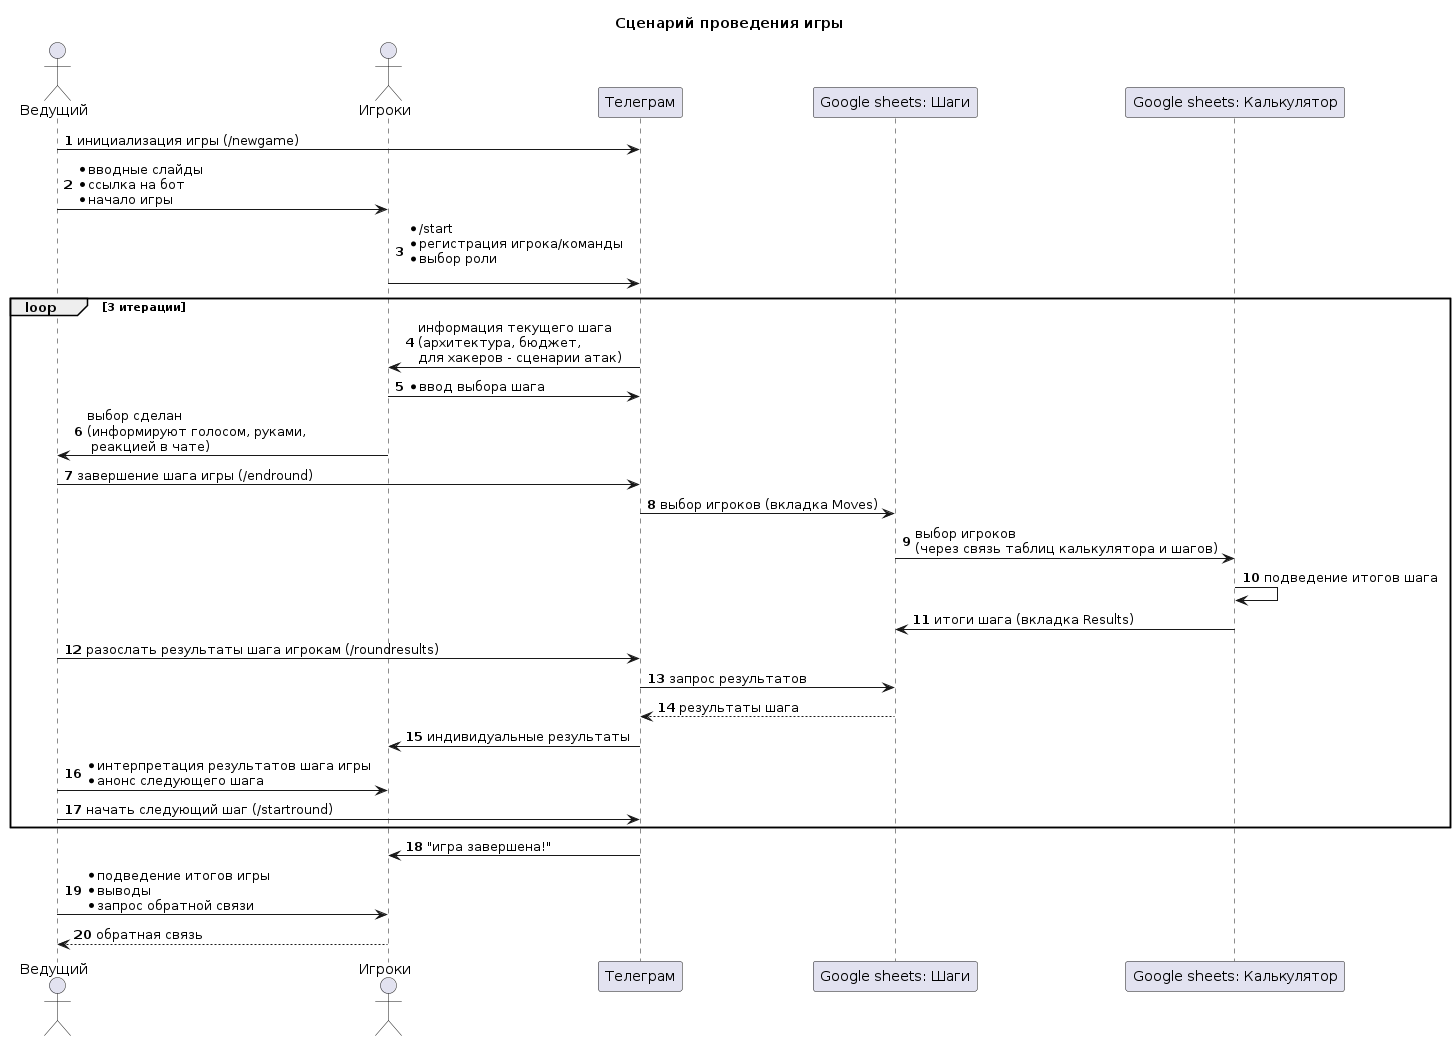 Сценарий проведения игры
Ведущий
Игроки
Телеграм
Google sheets: Шаги
Google sheets: Калькулятор
1 инициализация игры (/newgame)
2
• вводные слайды
• ссылка на бот
• начало игры
3
• /start
• регистрация игрока/команды
• выбор роли
loop [3 итерации]
4
информация текущего шага
(архитектура, бюджет,
для хакеров - сценарии атак)
5 • ввод выбора шага
6
выбор сделан
(информируют голосом, руками,
реакцией в чате)
7 завершение шага игры (/endround)
8 выбор игроков (вкладка Moves)
9
выбор игроков
(через связь таблиц калькулятора и шагов)
10 подведение итогов шага
11 итоги шага (вкладка Results)
12 разослать результаты шага игрокам (/roundresults)
13 запрос результатов
14 результаты шага
15 индивидуальные результаты
16
• интерпретация результатов шага игры
• анонс следующего шага
17 начать следующий шаг (/startround)
18 "игра завершена!"
19
• подведение итогов игры
• выводы
• запрос обратной связи
20 обратная связь
Ведущий
Игроки
Телеграм
Google sheets: Шаги
Google sheets: Калькулятор